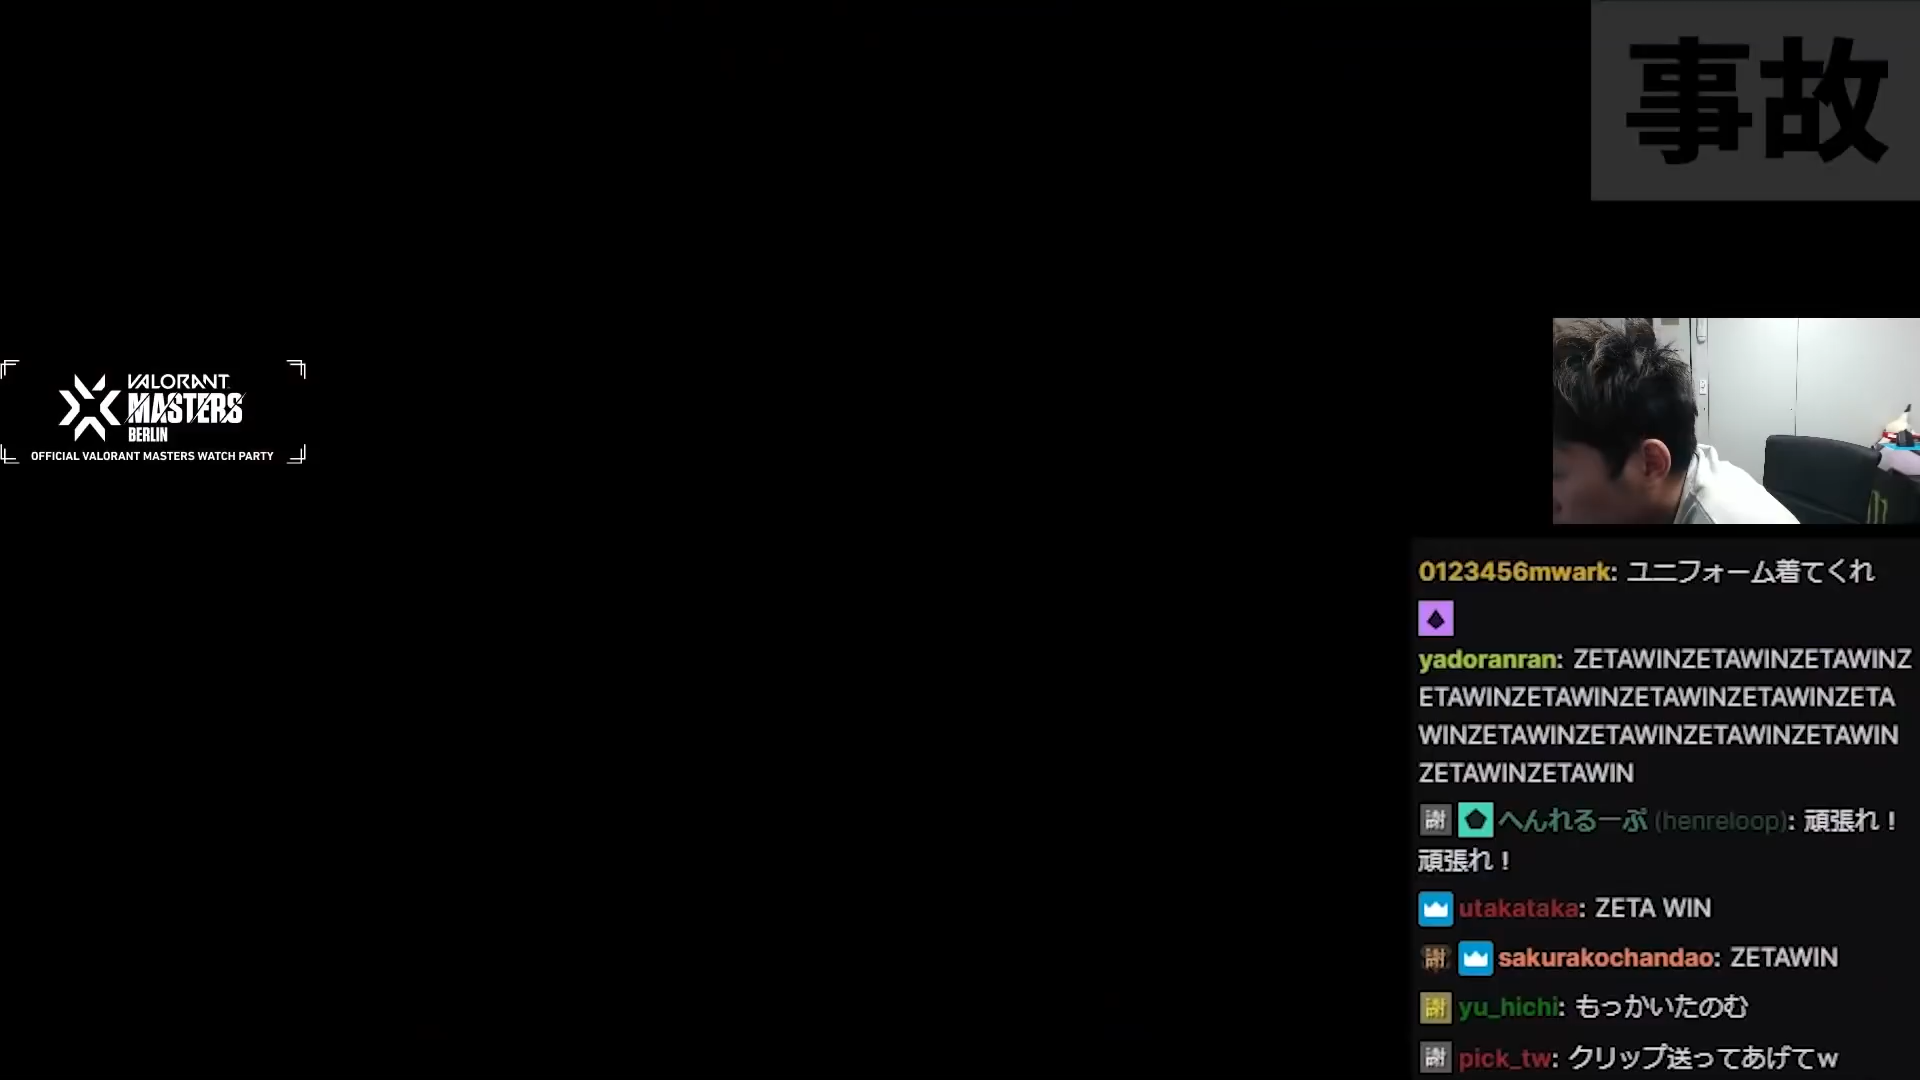 事故
VALORANT
MASTERS
BERLIN
OFFICIAL VALORANT MASTERS WATCH PARTY
0123456mwark: ユニフォーム着てくれ
yadoranran: ZETAWINZETAWINZETAWINZ
ETAWINZETAWINZETAWINZETAWINZETA
WINZETAWINZETAWINZETAWINZETAWIN
ZETAWINZETAWIN
謝 へんれるーぷ (henreloop): 頑張れ！
頑張れ！
utakataka: ZETA WIN
謝 sakurakochandao: ZETAWIN
謝 yu_hichi: もっかいたのむ
謝 pick_tw: クリップ送ってあげてw